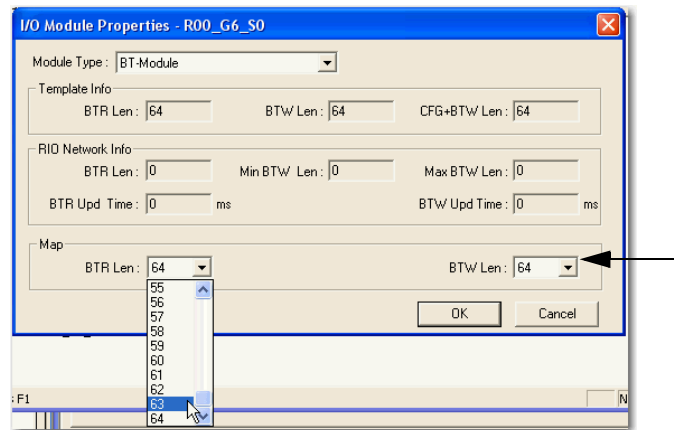 I/O Module Properties - R00_G6_S0
Module Type : BT-Module
Template Info
BTR Len : 64 BTW Len : 64 CFG+BTW Len : 64
RIO Network Info
BTR Len : 0 Min BTW Len : 0 Max BTW Len : 0
BTR Upd Time : 0 ms BTW Upd Time : 0 ms
Map
BTR Len : 64 BTW Len : 64
55
56
57
58
59
60
61
62
63
64
OK Cancel
F1
N